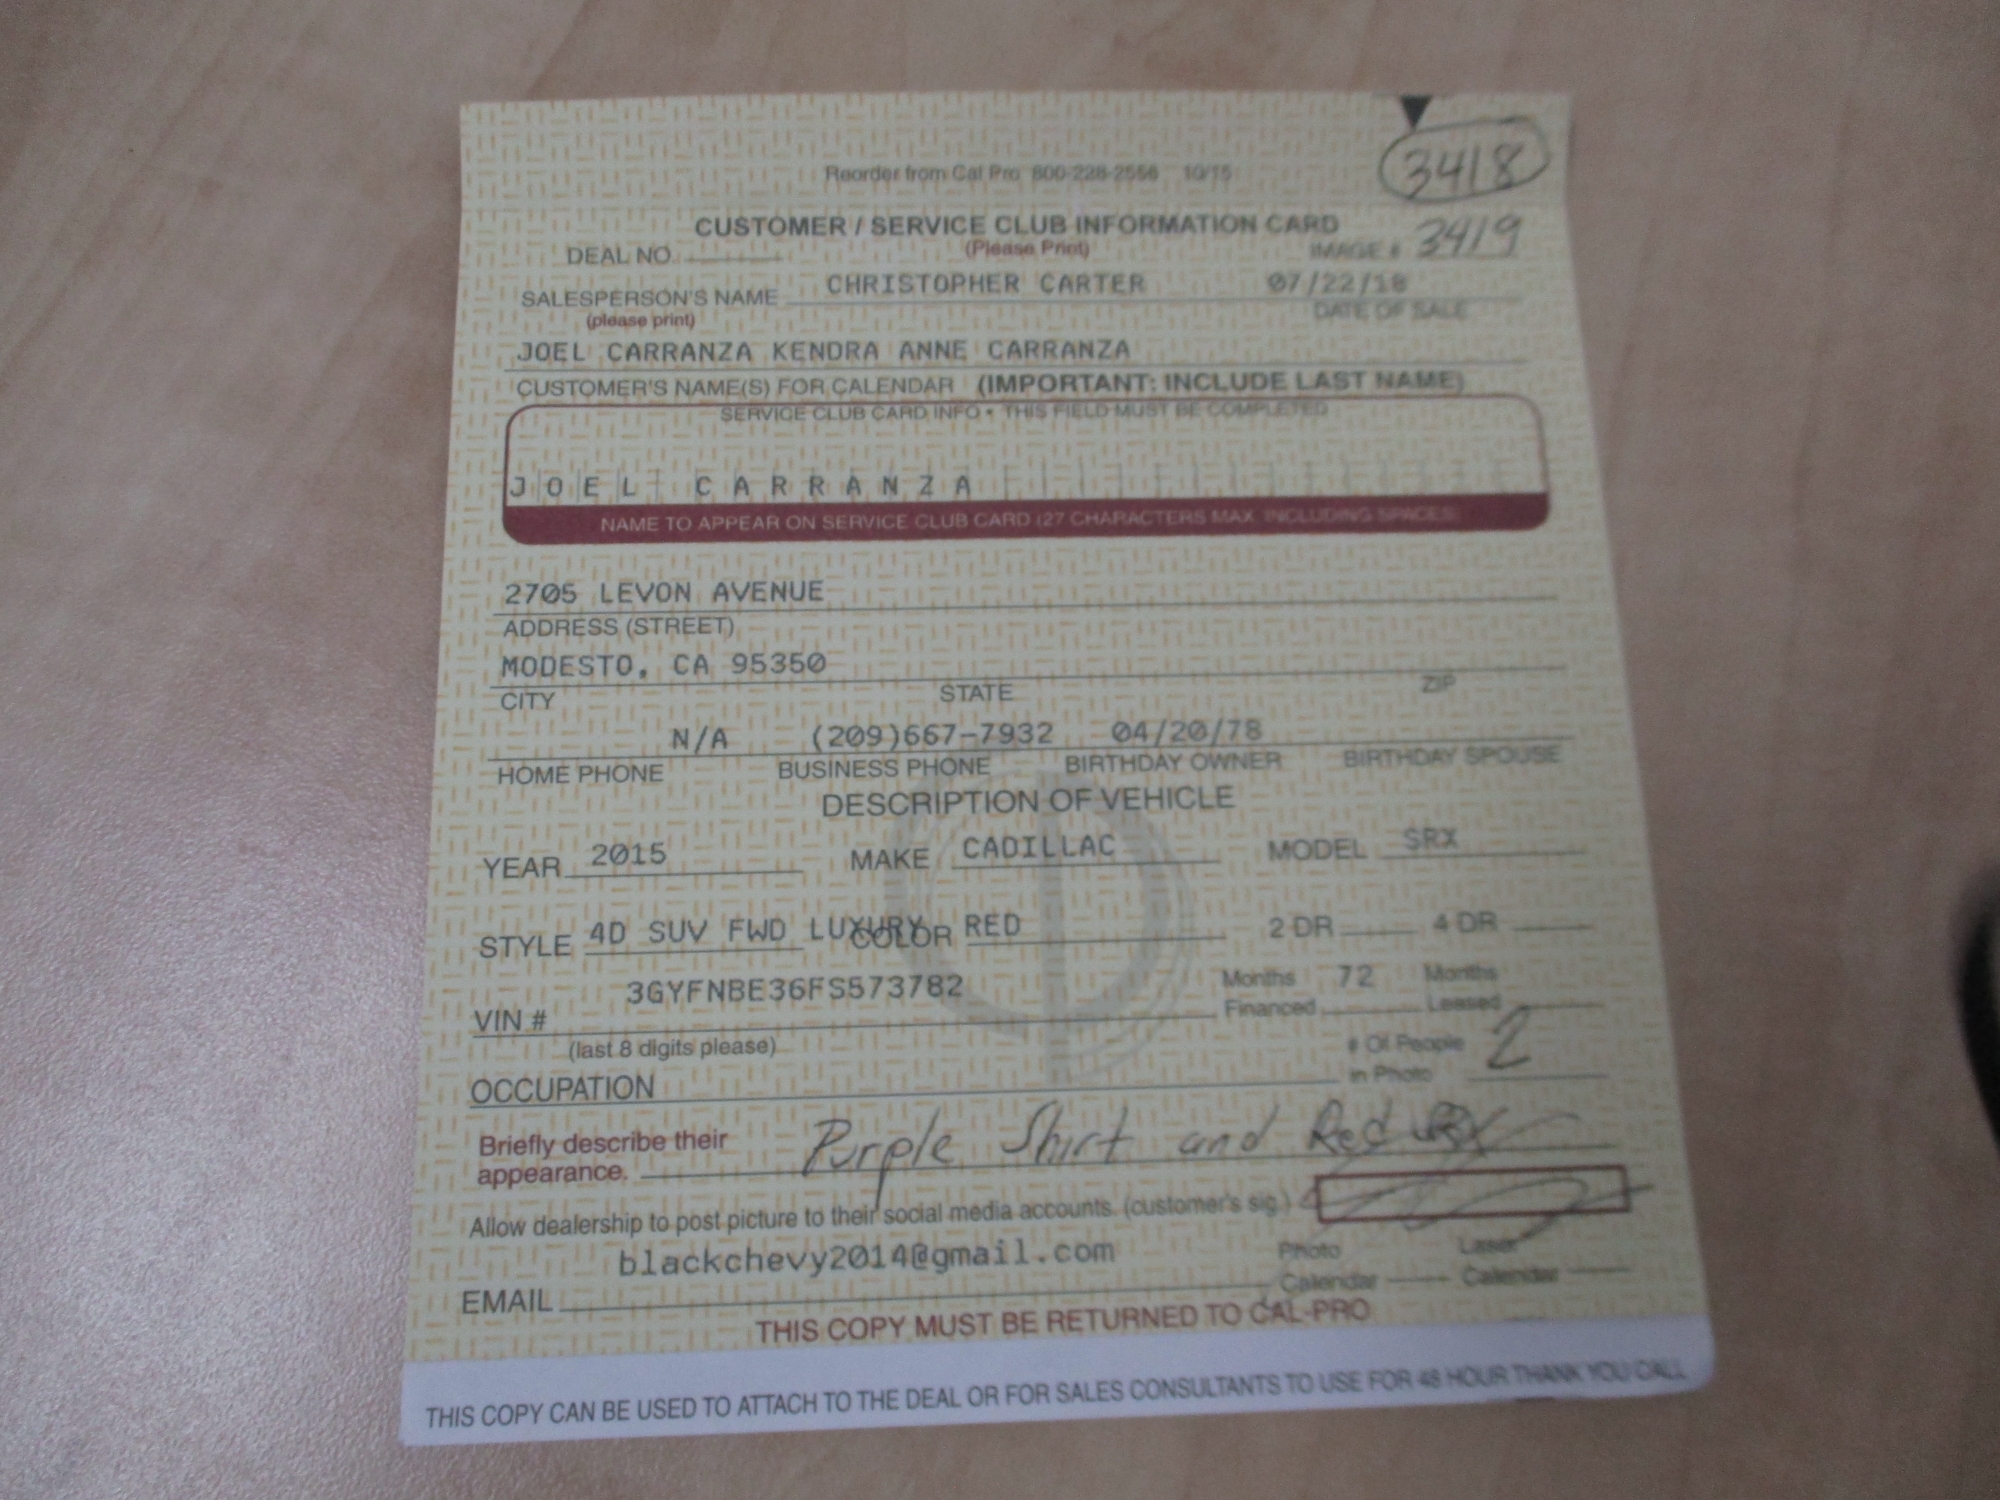 3418
Reorder from Cal Pro 800-228-2556 10/15
CUSTOMER / SERVICE CLUB INFORMATION CARD
DEAL NO. (Please Print) IMAGE # 3419
CHRISTOPHER CARTER 07/22/18
SALESPERSON'S NAME DATE OF SALE
(please print)
JOEL CARRANZA KENDRA ANNE CARRANZA
CUSTOMER'S NAME(S) FOR CALENDAR (IMPORTANT: INCLUDE LAST NAME)
SERVICE CLUB CARD INFO • THIS FIELD MUST BE COMPLETED
JOEL CARRANZA
NAME TO APPEAR ON SERVICE CLUB CARD (27 CHARACTERS MAX. INCLUDING SPACES)
2705 LEVON AVENUE
ADDRESS (STREET)
MODESTO, CA 95350
CITY STATE ZIP
N/A (209)667-7932 04/20/78
HOME PHONE BUSINESS PHONE BIRTHDAY OWNER BIRTHDAY SPOUSE
DESCRIPTION OF VEHICLE
YEAR 2015 MAKE CADILLAC MODEL SRX
STYLE 4D SUV FWD LUXURY COLOR RED 2 DR 4 DR
3GYFNBE36FS573782 Months 72 Months
VIN # Financed Leased
(last 8 digits please) # Of People 2
OCCUPATION in Photo
Briefly describe their Purple Shirt and Red
appearance.
Allow dealership to post picture to their social media accounts. (customer's sig.)
blackchevy2014@gmail.com Photo Laser
EMAIL Calendar Calendar
THIS COPY MUST BE RETURNED TO CAL-PRO
THIS COPY CAN BE USED TO ATTACH TO THE DEAL OR FOR SALES CONSULTANTS TO USE FOR 48 HOUR THANK YOU CALL